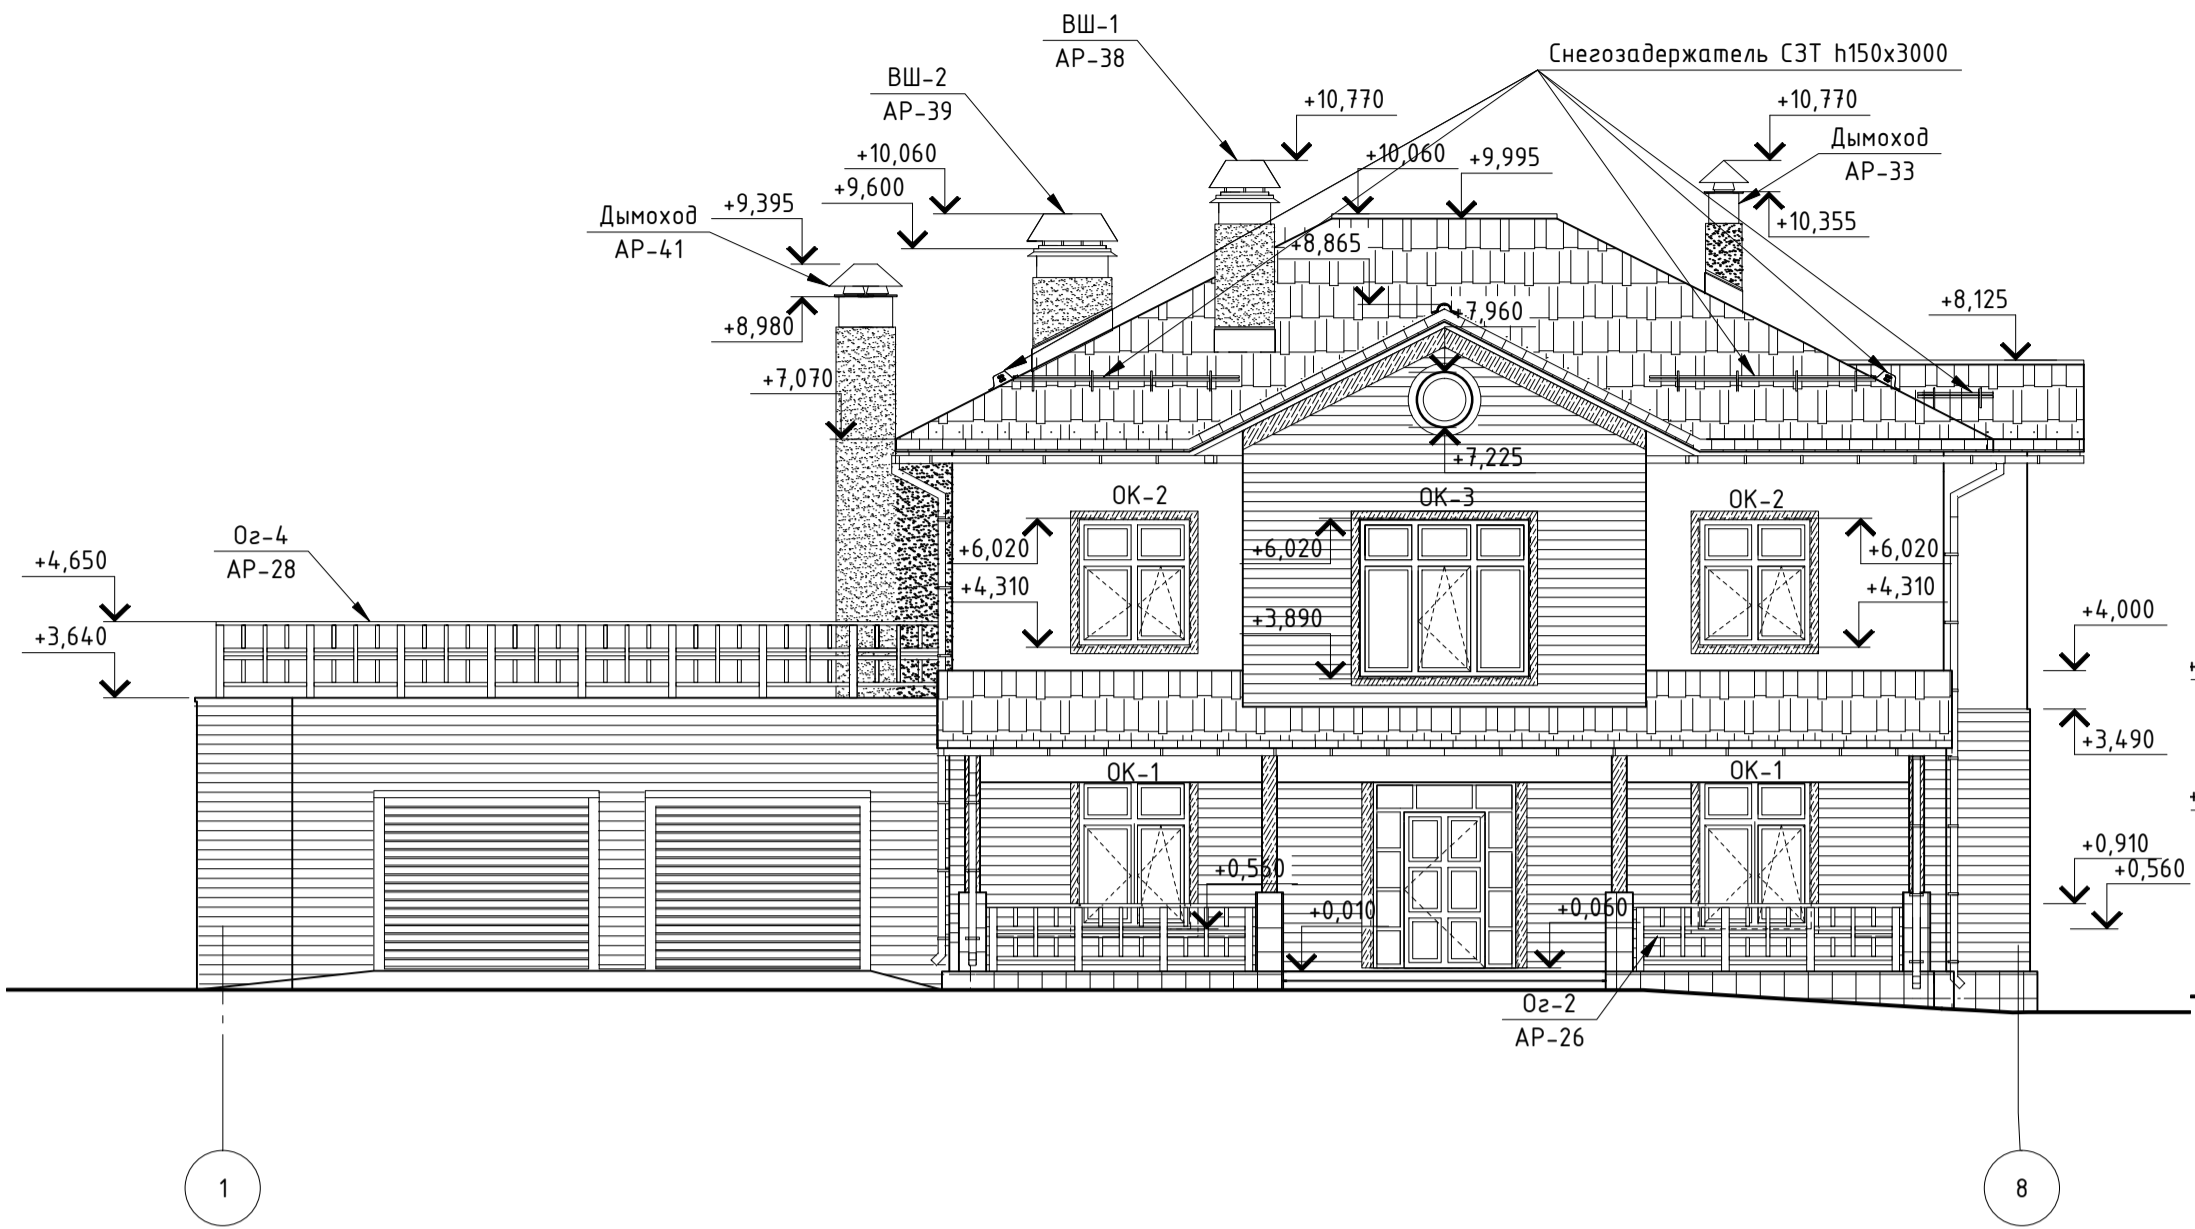 ВШ-1
АР-38
Снегозадержатель СЗТ h150х3000
ВШ-2
АР-39
+10,770
+10,770
Дымоход
АР-33
+10,060
+10,060
+9,995
+9,600
Дымоход
АР-41
+9,395
+10,355
+8,865
+8,980
+7,960
+8,125
+7,070
+7,225
ОК-2
ОК-3
ОК-2
Ог-4
АР-28
+4,650
+6,020
+6,020
+6,020
+4,310
+4,310
+3,890
+4,000
+3,640
+3,490
ОК-1
ОК-1
+0,910
+0,560
+0,560
+0,010
+0,060
Ог-2
АР-26
1
8